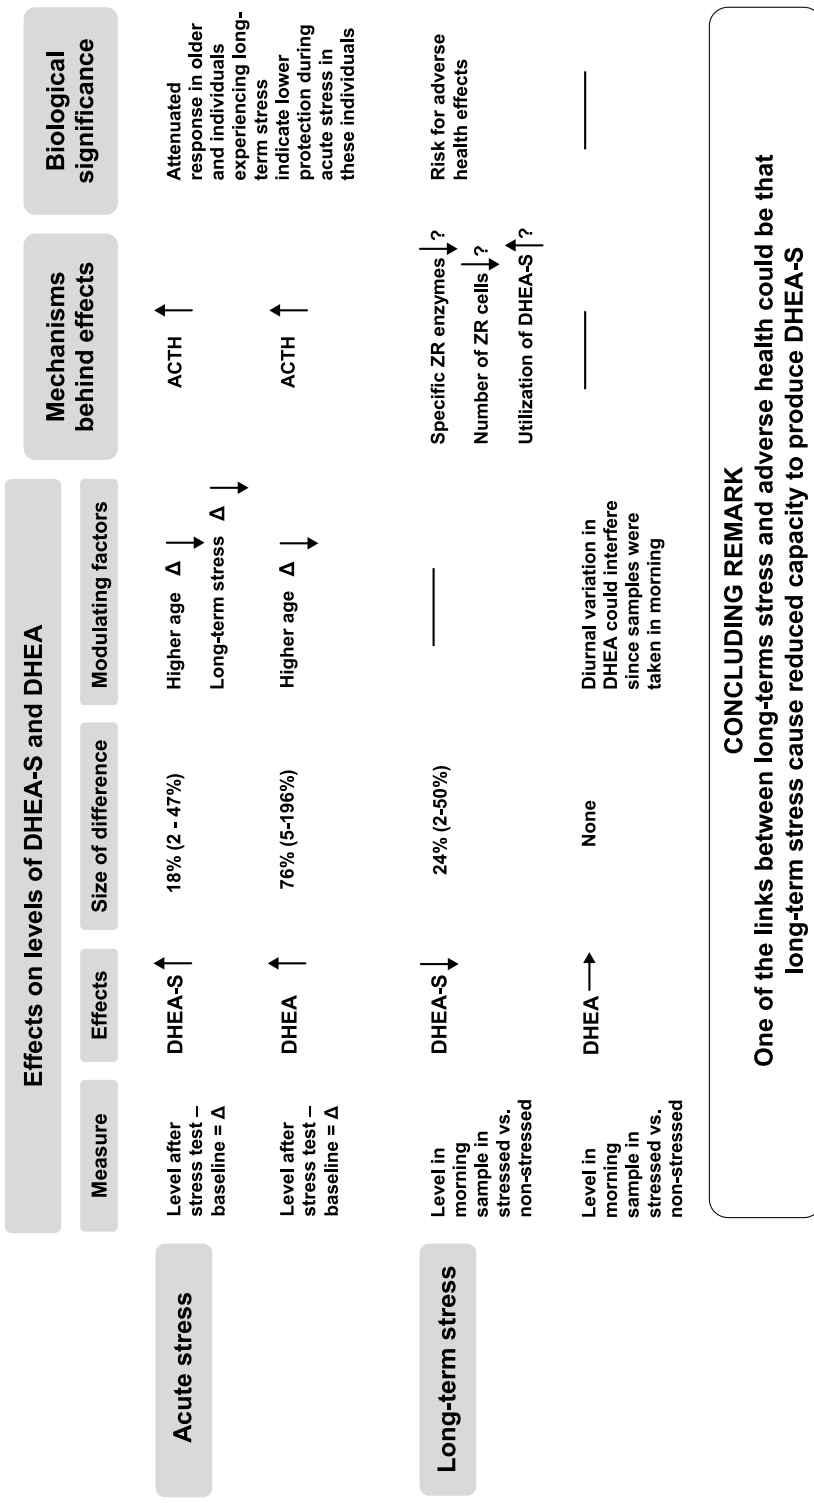 Effects on levels of DHEA-S and DHEA
Mechanisms
behind effects
Biological
significance
Measure
Effects
Size of difference
Modulating factors
Acute stress
Level after
stress test –
baseline = Δ
DHEA-S ↑
18% (2 - 47%)
Higher age Δ ↓
Long-term stress Δ ↓
ACTH ↑
Attenuated
response in older
and individuals
experiencing long-
term stress
indicate lower
protection during
acute stress in
these individuals
Level after
stress test –
baseline = Δ
DHEA ↑
76% (5-196%)
Higher age Δ ↓
ACTH ↑
Long-term stress
Level in
morning
sample in
stressed vs.
non-stressed
DHEA-S ↓
24% (2-50%)
Specific ZR enzymes ↓?
Number of ZR cells ↓?
Utilization of DHEA-S ↑?
Risk for adverse
health effects
Level in
morning
sample in
stressed vs.
non-stressed
DHEA →
None
Diurnal variation in
DHEA could interfere
since samples were
taken in morning
CONCLUDING REMARK
One of the links between long-terms stress and adverse health could be that
long-term stress cause reduced capacity to produce DHEA-S